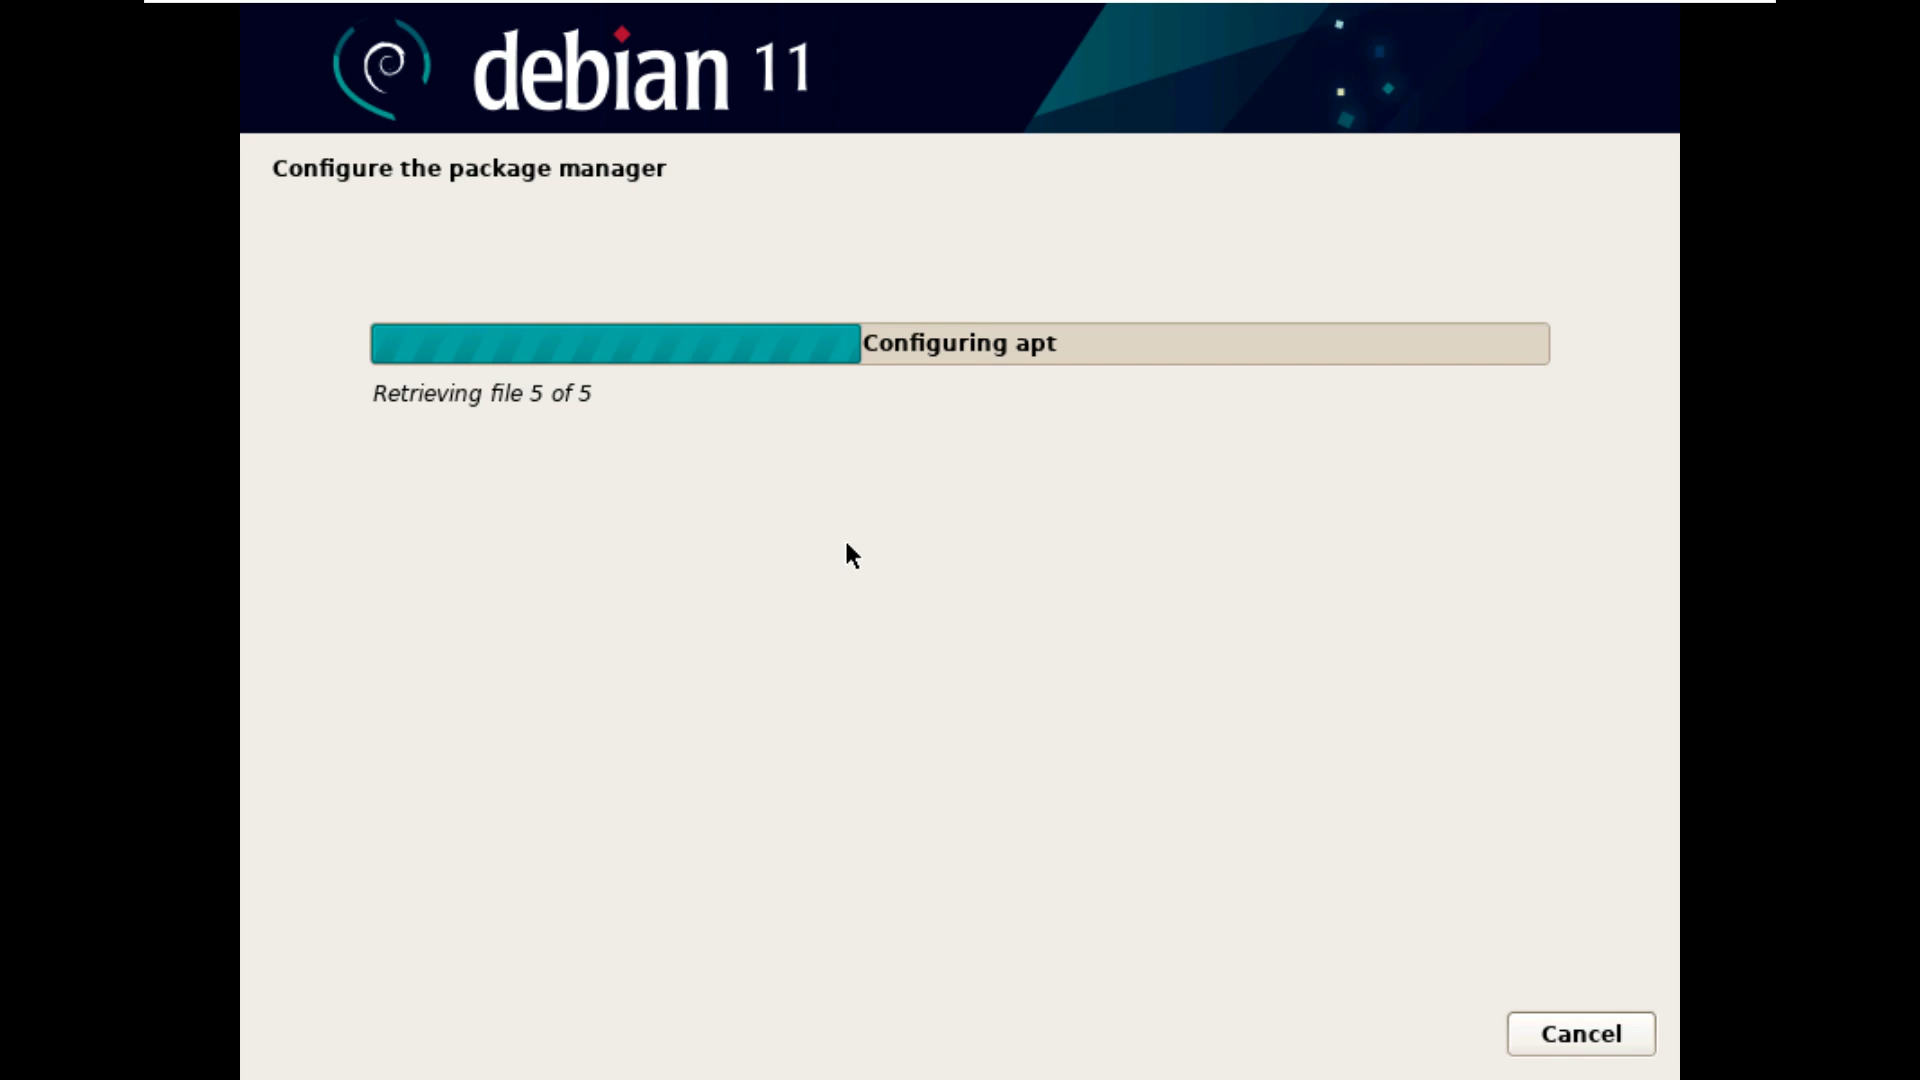 debian 11
Configure the package manager
Configuring apt
Retrieving file 5 of 5
Cancel